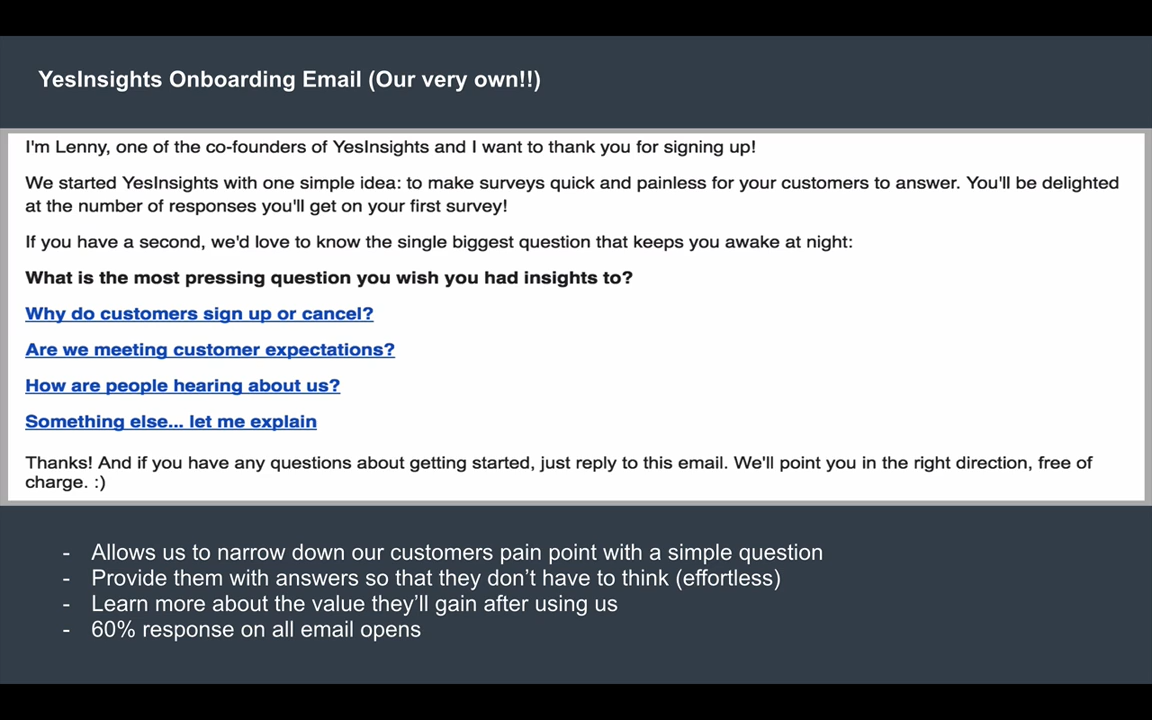 YesInsights Onboarding Email (Our very own!!)
I'm Lenny, one of the co-founders of YesInsights and I want to thank you for signing up!
We started YesInsights with one simple idea: to make surveys quick and painless for your customers to answer. You'll be delighted
at the number of responses you'll get on your first survey!
If you have a second, we'd love to know the single biggest question that keeps you awake at night:
What is the most pressing question you wish you had insights to?
Why do customers sign up or cancel?
Are we meeting customer expectations?
How are people hearing about us?
Something else... let me explain
Thanks! And if you have any questions about getting started, just reply to this email. We'll point you in the right direction, free of
charge. :)
- Allows us to narrow down our customers pain point with a simple question
- Provide them with answers so that they don't have to think (effortless)
- Learn more about the value they'll gain after using us
- 60% response on all email opens